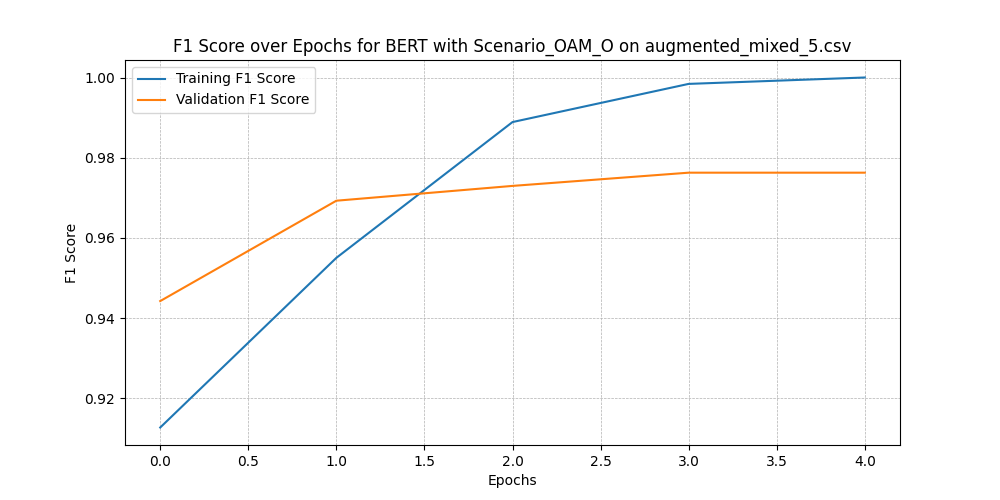 F1 Score over Epochs for BERT with Scenario_OAM_O on augmented_mixed_5.csv
Training F1 Score
Validation F1 Score
1.00
0.98
0.96
0.94
0.92
F1 Score
0.0 0.5 1.0 1.5 2.0 2.5 3.0 3.5 4.0
Epochs